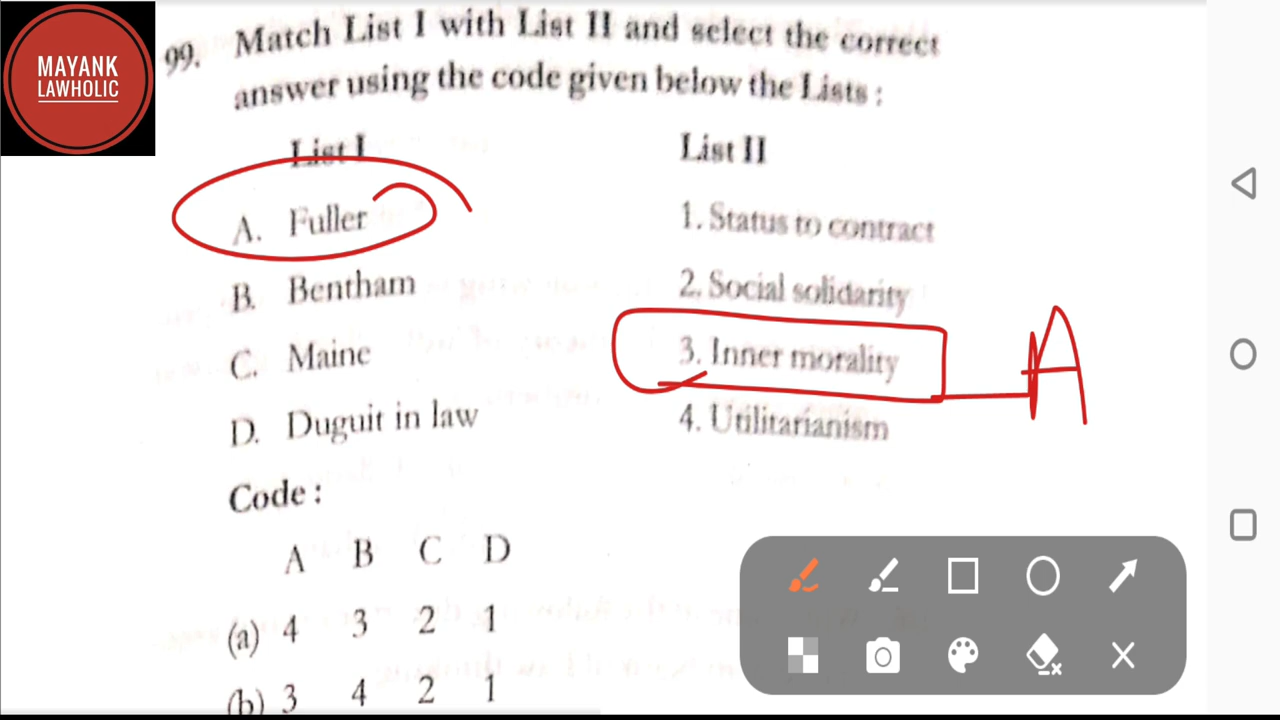 MAYANK
LAWHOLIC
99. Match List I with List II and select the correct
answer using the code given below the Lists :
List I List II
A. Fuller 1. Status to contract
B. Bentham 2. Social solidarity
C. Maine 3. Inner morality A
D. Duguit in law 4. Utilitarianism
Code :
A B C D
(a) 4 3 2 1
(b) 3 4 2 1